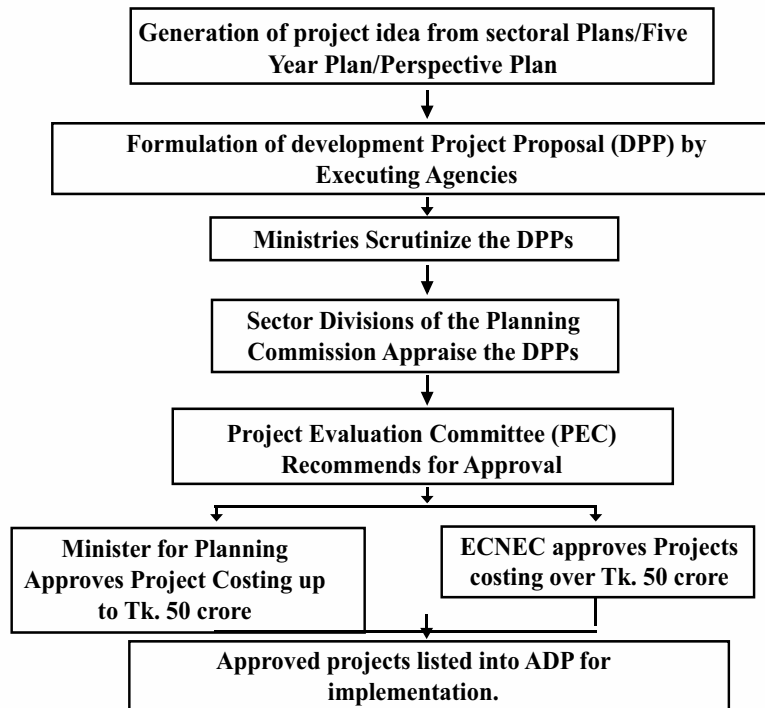 Generation of project idea from sectoral Plans/Five
Year Plan/Perspective Plan
Formulation of development Project Proposal (DPP) by
Executing Agencies
Ministries Scrutinize the DPPs
Sector Divisions of the Planning
Commission Appraise the DPPs
Project Evaluation Committee (PEC)
Recommends for Approval
Minister for Planning
Approves Project Costing up
to Tk. 50 crore
ECNEC approves Projects
costing over Tk. 50 crore
Approved projects listed into ADP for
implementation.